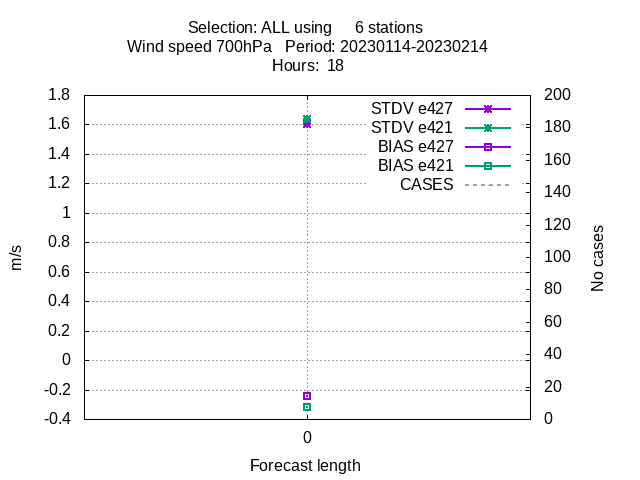 Selection: ALL using 6 stations
Wind speed 700hPa Period: 20230114-20230214
Hours: 18
STDV e427
STDV e421
BIAS e427
BIAS e421
CASES
1.8
1.6
1.4
1.2
1
0.8
0.6
0.4
0.2
0
-0.2
-0.4
m/s
200
180
160
140
120
100
80
60
40
20
0
No cases
0
Forecast length